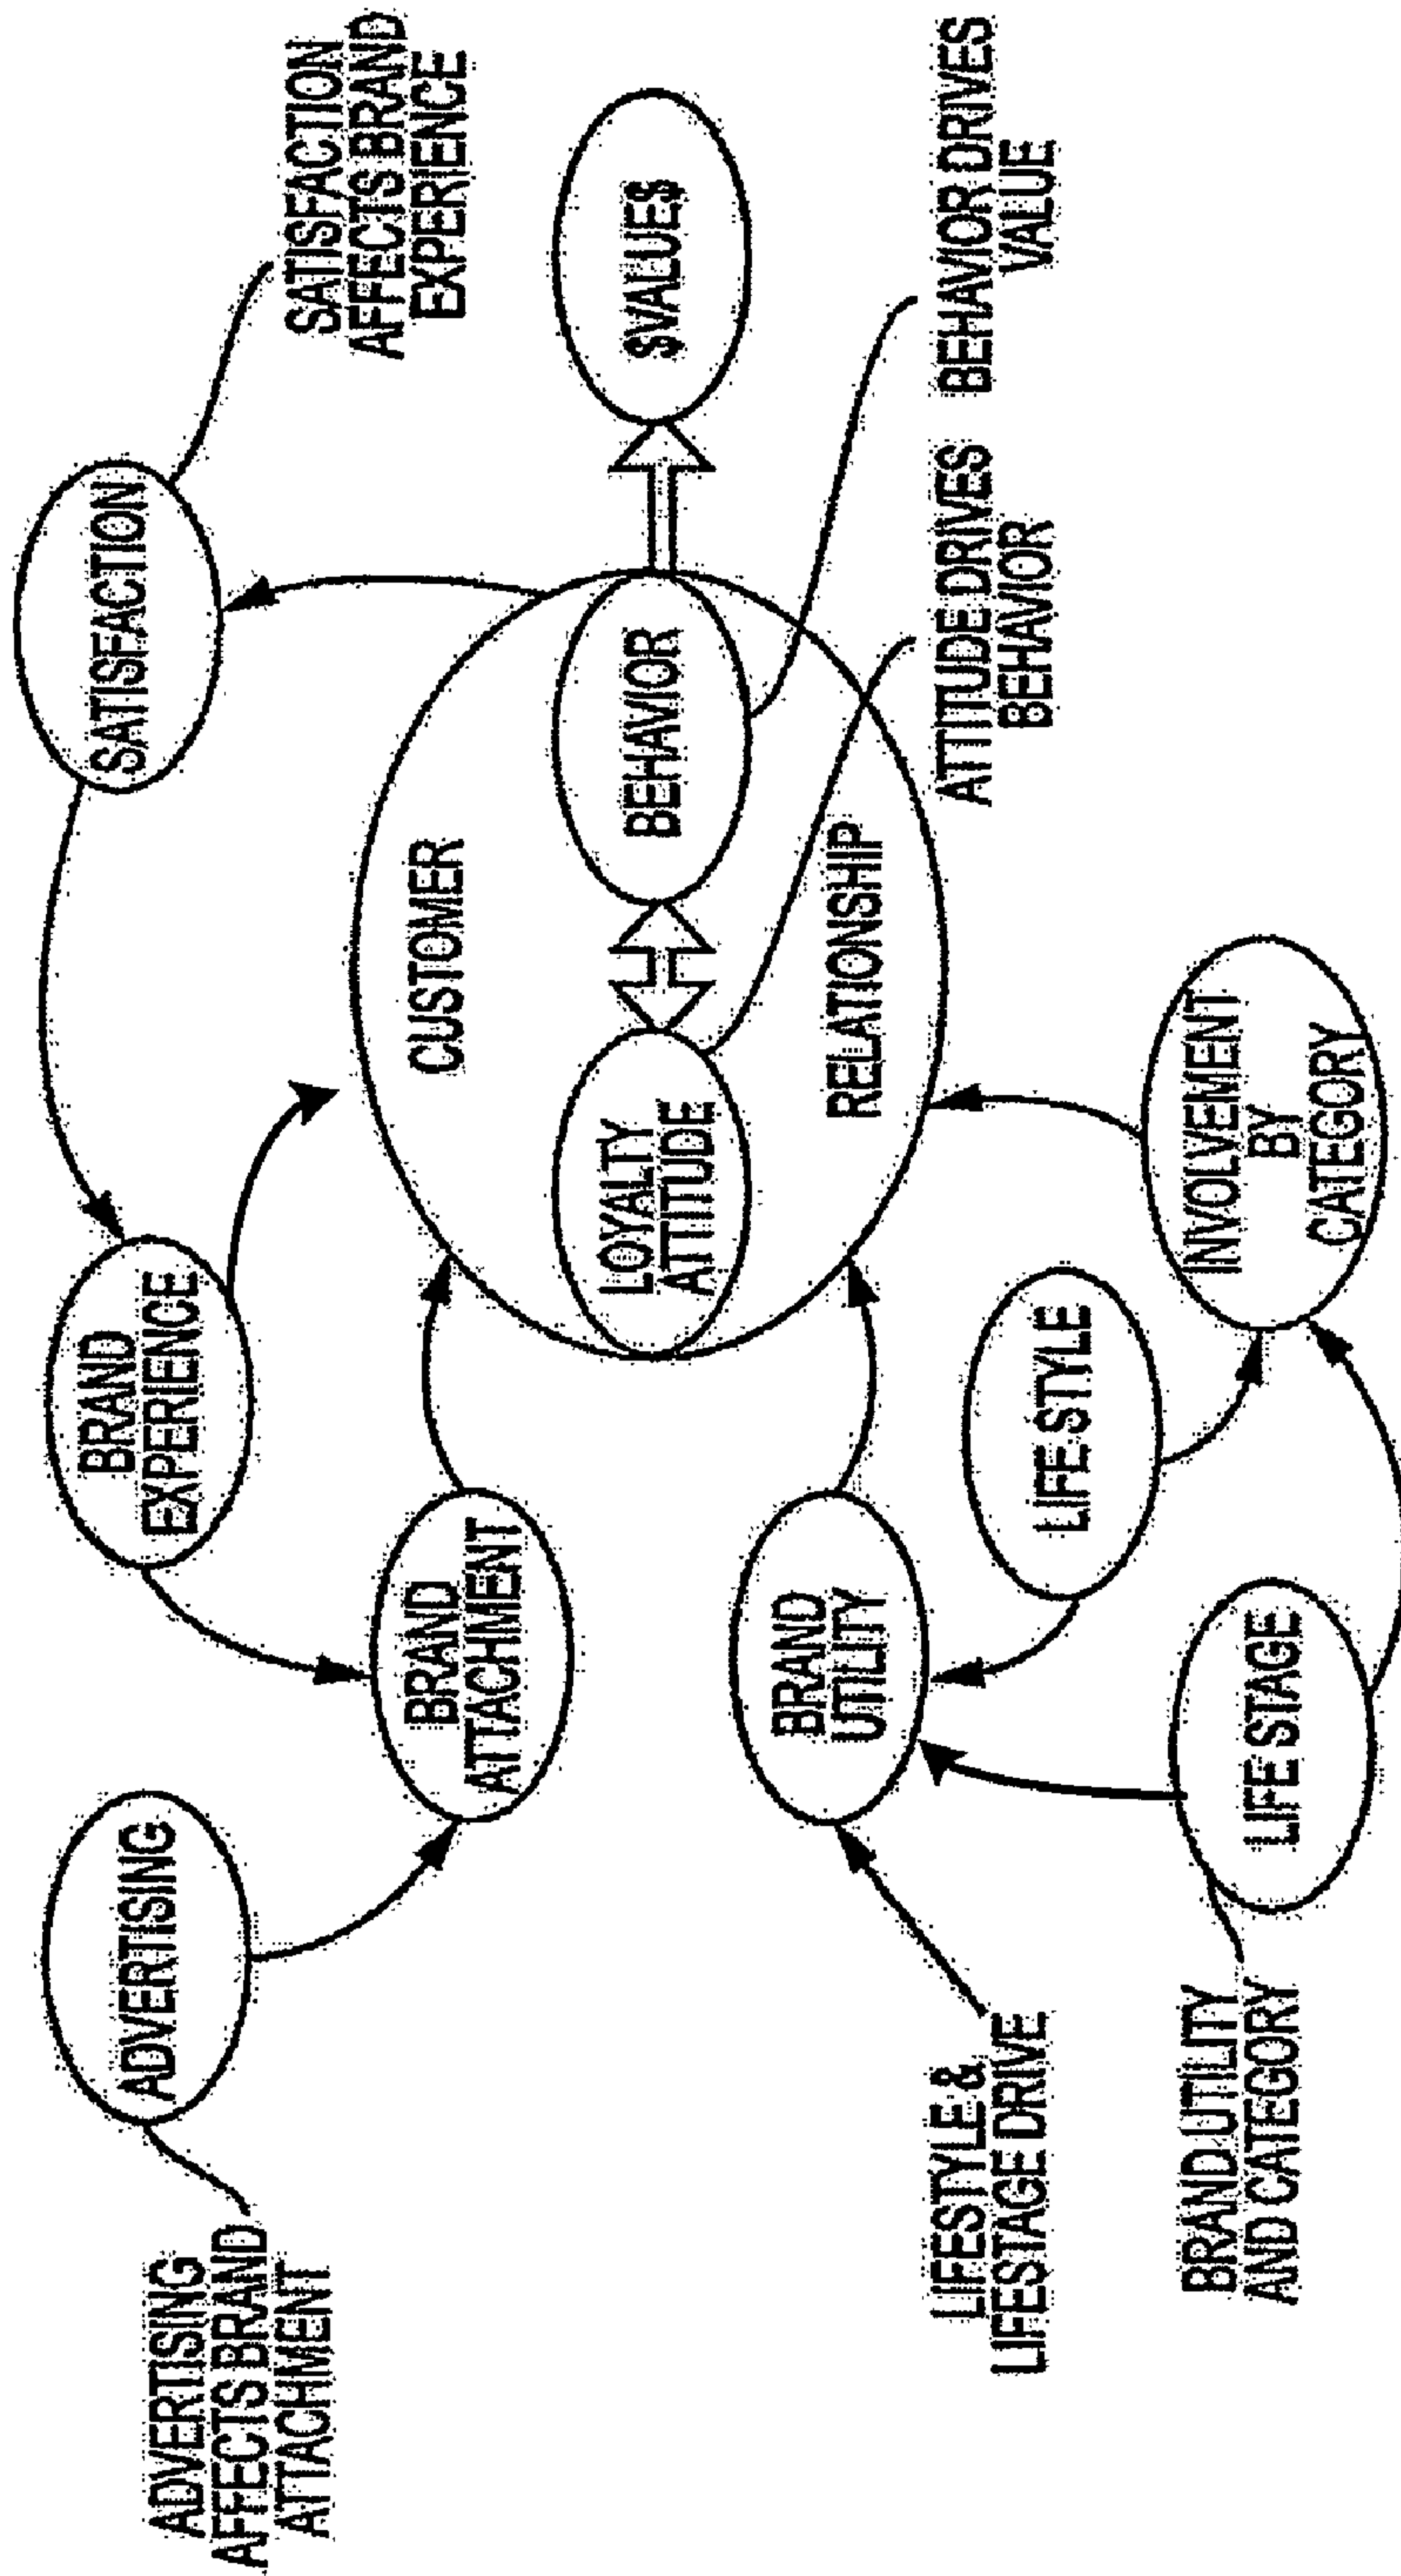 ADVERTISING
AFFECTS BRAND
ATTACHMENT
ADVERTISING
BRAND
EXPERIENCE
SATISFACTION
SATISFACTION
AFFECTS BRAND
EXPERIENCE
BRAND
ATTACHMENT
CUSTOMER
LOYALTY
ATTITUDE
BEHAVIOR
$VALUE$
RELATIONSHIP
BRAND
UTILITY
LIFESTYLE &
LIFESTAGE DRIVE
LIFE STYLE
ATTITUDE DRIVES
BEHAVIOR
BEHAVIOR DRIVES
VALUE
BRAND UTILITY
AND CATEGORY
LIFE STAGE
INVOLVEMENT
BY
CATEGORY